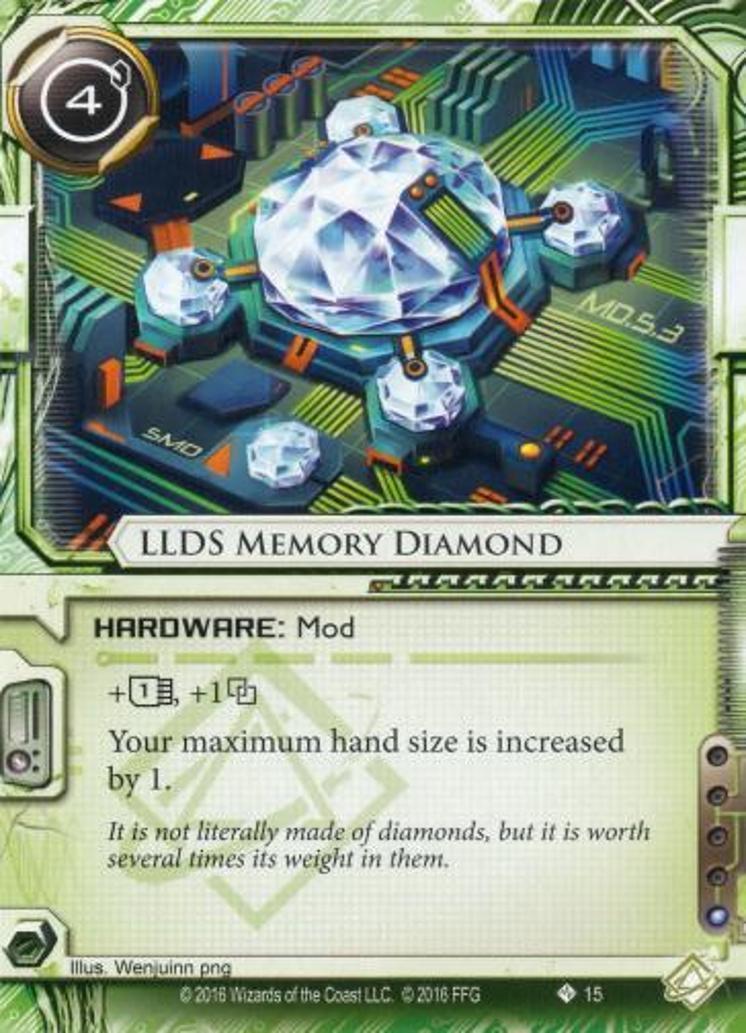 4
MD.5.3
SMD
LLDS Memory Diamond
HARDWARE: Mod
+1, +1
Your maximum hand size is increased
by 1.
It is not literally made of diamonds, but it is worth
several times its weight in them.
Illus. Wenjuinn png
© 2016 Wizards of the Coast LLC. © 2016 FFG 15